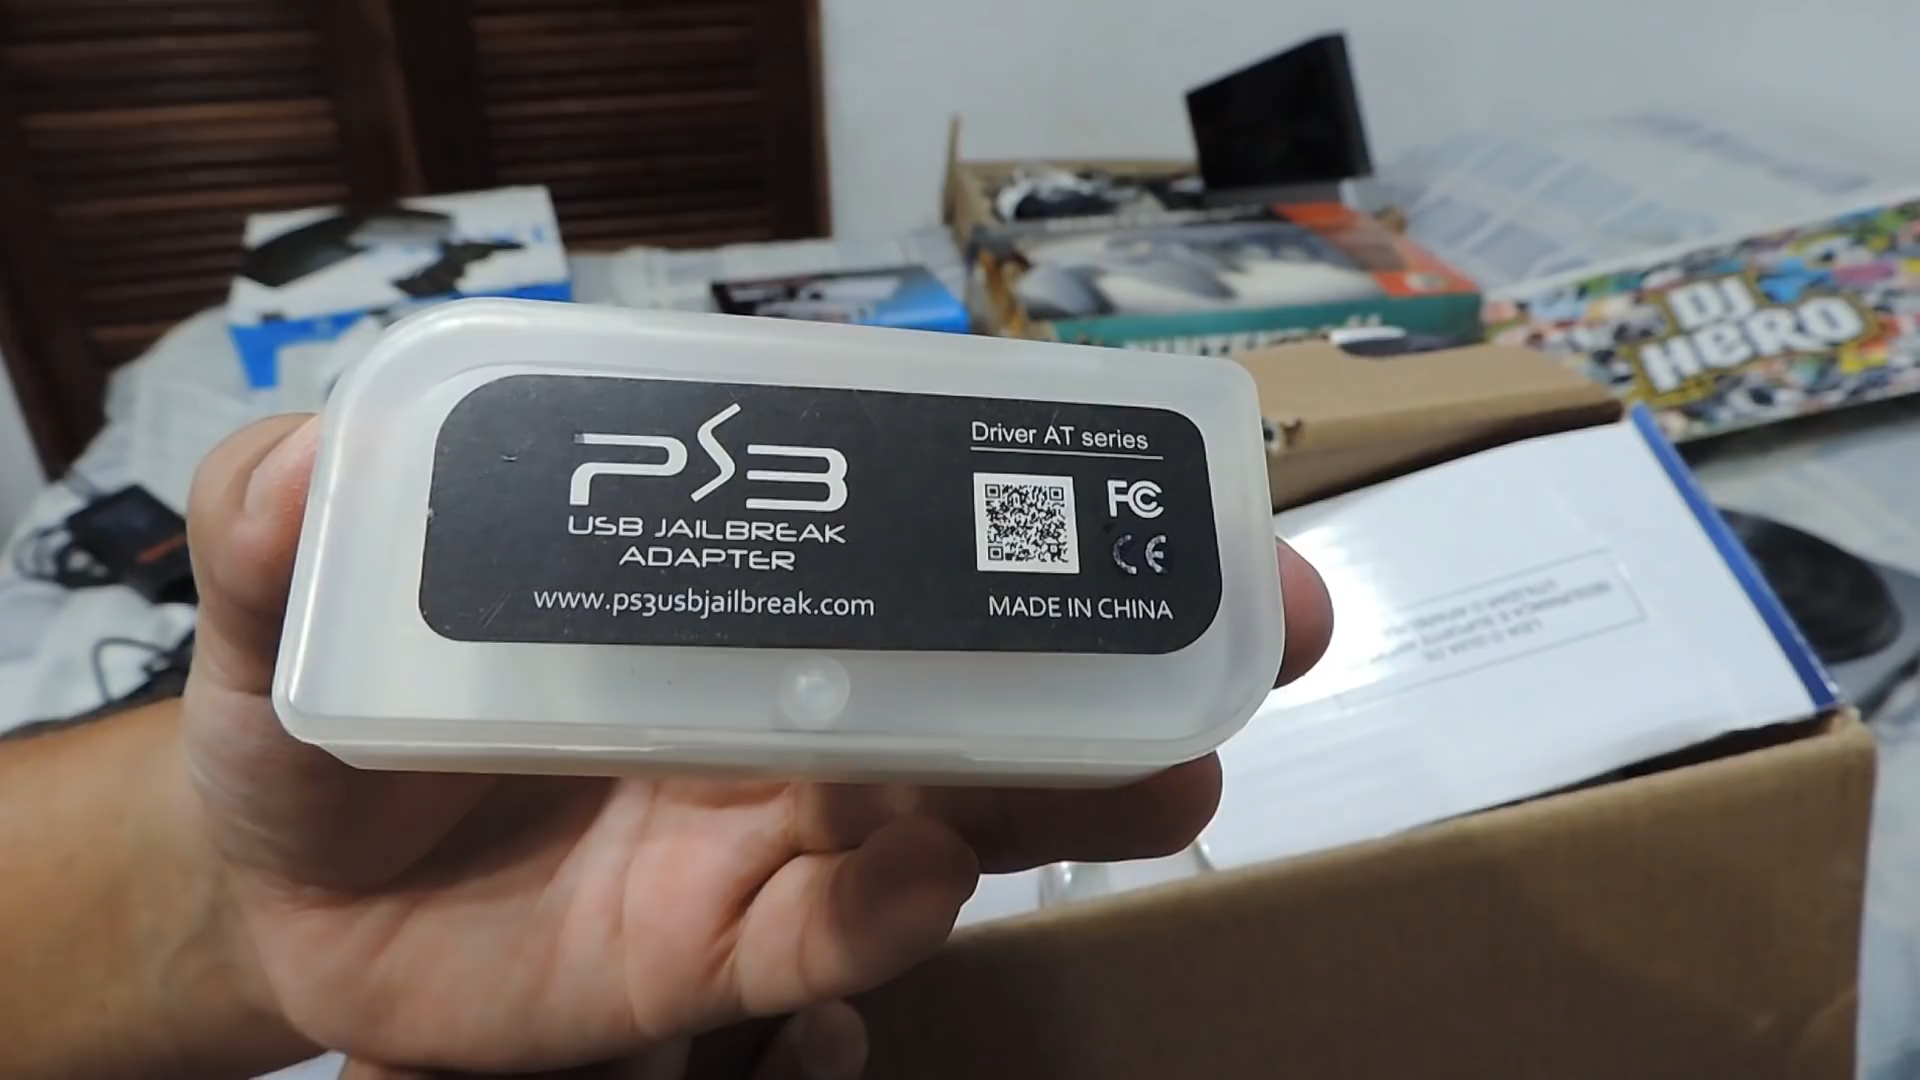 PS3
USB JAILBREAK
ADAPTER
www.ps3usbjailbreak.com
Driver AT series
FC
CE
MADE IN CHINA
DJ
HERO